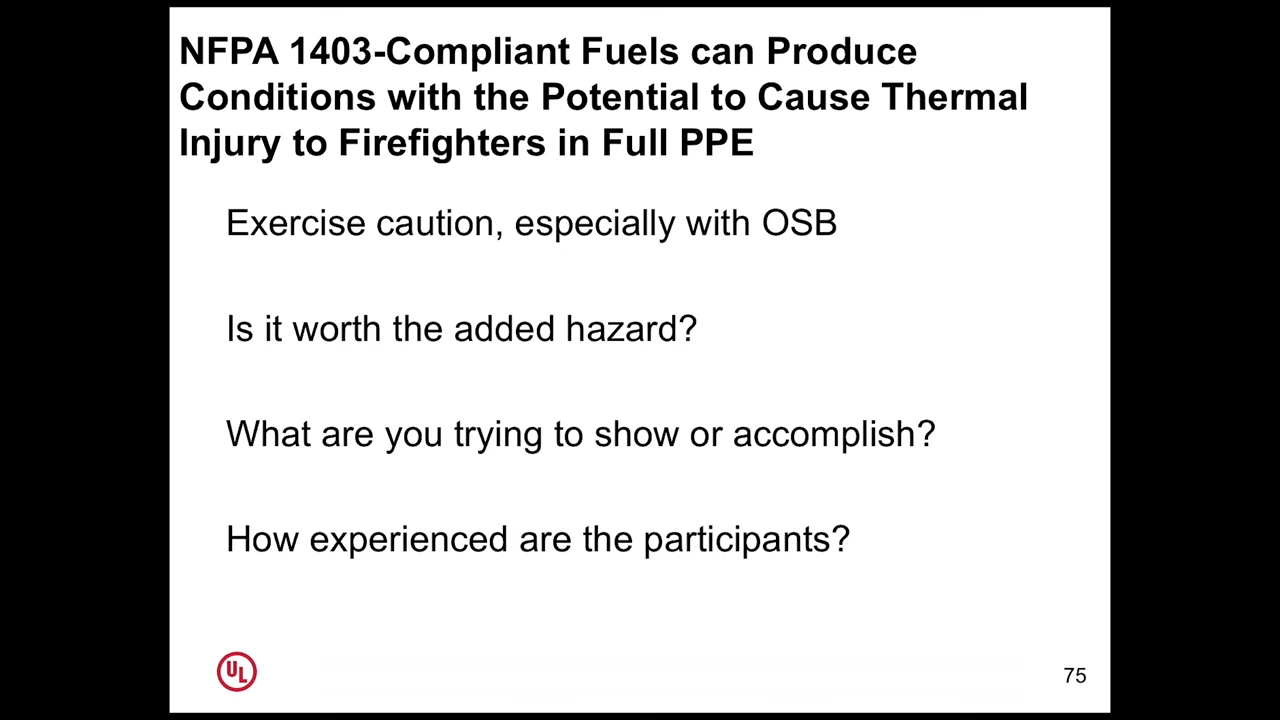 NFPA 1403-Compliant Fuels can Produce
Conditions with the Potential to Cause Thermal
Injury to Firefighters in Full PPE
Exercise caution, especially with OSB
Is it worth the added hazard?
What are you trying to show or accomplish?
How experienced are the participants?
UL
75